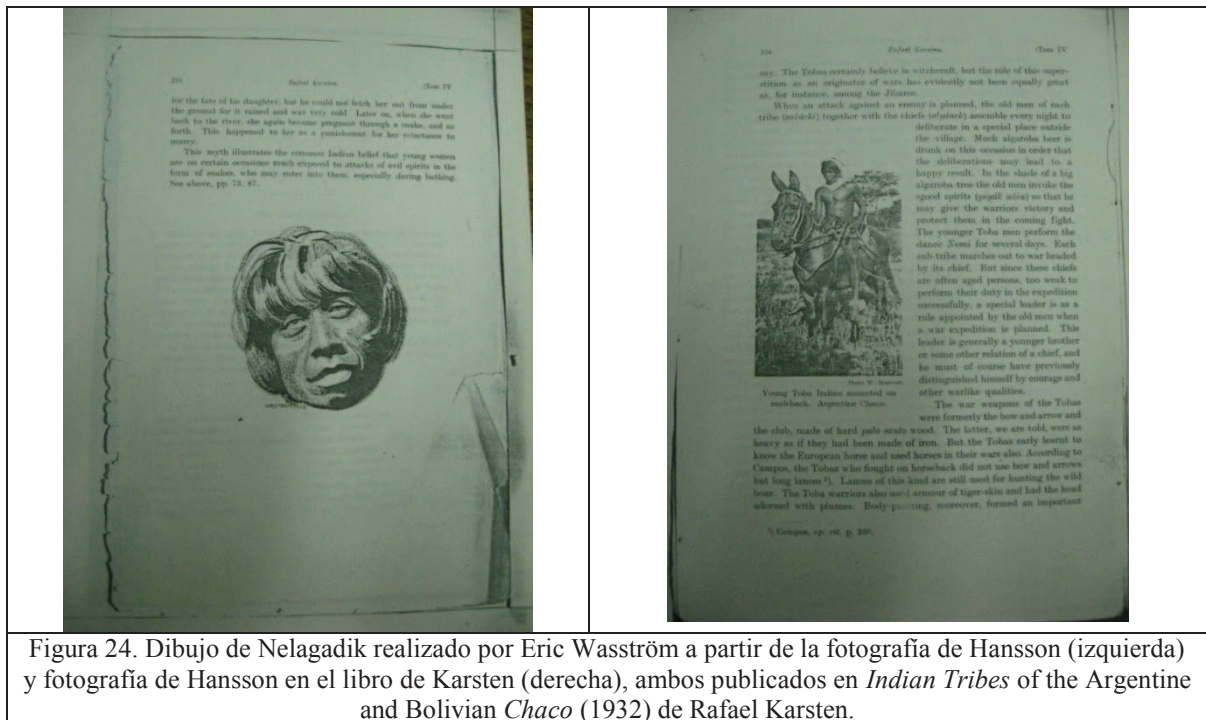 Rafael Karsten.
(Tom IV
for the fate of his daughter, but he could not fetch her out from under
the ground for it rained and was very cold. Later on, when she went
back to the river, she again became pregnant through a snake, and so
forth. This happened to her as a punishment for her reluctance to
marry.
This myth illustrates the common Indian belief that young women
are on certain occasions much exposed to attacks of evil spirits in the
form of snakes, who may enter into them, especially during bathing.
See above, pp. 75, 87.
104
Rafael Karsten.
(Tom IV
say. The Tobas certainly believe in witchcraft, but the rôle of this super-
stition as an originator of wars has evidently not been equally great
as, for instance, among the Jibaros.
When an attack against an enemy is planned, the old men of each
tribe together with the chiefs assemble every night to
deliberate in a special place outside
the village. Much algaroba beer is
drunk on this occasion in order that
the deliberations may lead to a
happy result. In the shade of a big
algaroba tree the old men invoke the
good spirits so that he
may give the warriors victory and
protect them in the coming fight.
The younger Toba men perform the
dance Nomi for several days. Each
sub-tribe marches out to war headed
by its chief. But since these chiefs
are often aged persons, too weak to
perform their duty in the expedition
successfully, a special leader is as a
rule appointed by the old men when
a war expedition is planned. This
leader is generally a younger brother
or some other relation of a chief, and
he must of course have previously
distinguished himself by courage and
other warlike qualities.
Photo W. Hansson
Young Toba Indian mounted on
muleback. Argentine Chaco.
The war weapons of the Tobas
were formerly the bow and arrow and
the club, made of hard palo santo wood. The latter, we are told, were as
heavy as if they had been made of iron. But the Tobas early learnt to
know the European horse and used horses in their wars also. According to
Campos, the Tobas who fought on horseback did not use bow and arrows
but long lances ¹). Lances of this kind are still used for hunting the wild
boar. The Toba warriors also used armour of tiger-skin and had the head
adorned with plumes. Body-painting, moreover, formed an important
¹) Campos, op. cit. p. 250.
Figura 24. Dibujo de Nelagadik realizado por Eric Wasström a partir de la fotografía de Hansson (izquierda)
y fotografía de Hansson en el libro de Karsten (derecha), ambos publicados en Indian Tribes of the Argentine
and Bolivian Chaco (1932) de Rafael Karsten.